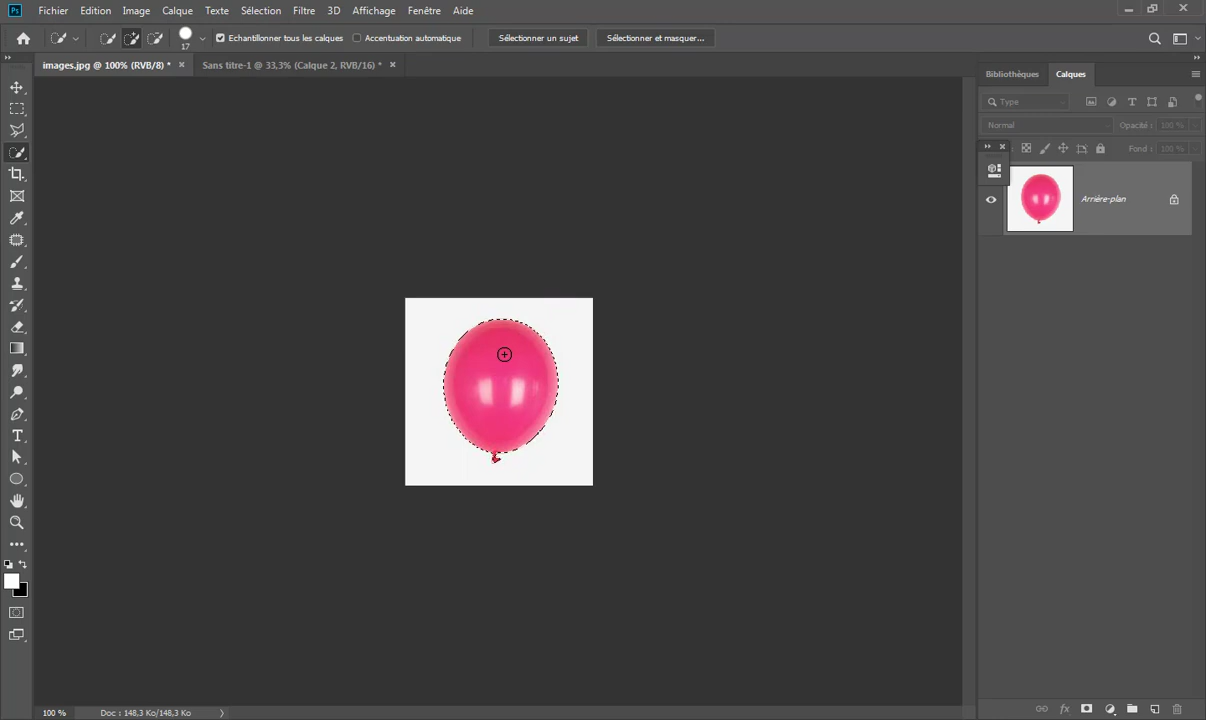 Ps Fichier Edition Image Calque Texte Sélection Filtre 3D Affichage Fenêtre Aide
17 Echantillonner tous les calques Accentuation automatique Sélectionner un sujet Sélectionner et masquer...
images.jpg @ 100% (RVB/8) * Sans titre-1 @ 33,3% (Calque 2, RVB/16) *
Bibliothèques Calques
Type
Normal Opacité : 100 %
Fond : 100 %
Arrière-plan
100 % Doc : 148,3 Ko/148,3 Ko